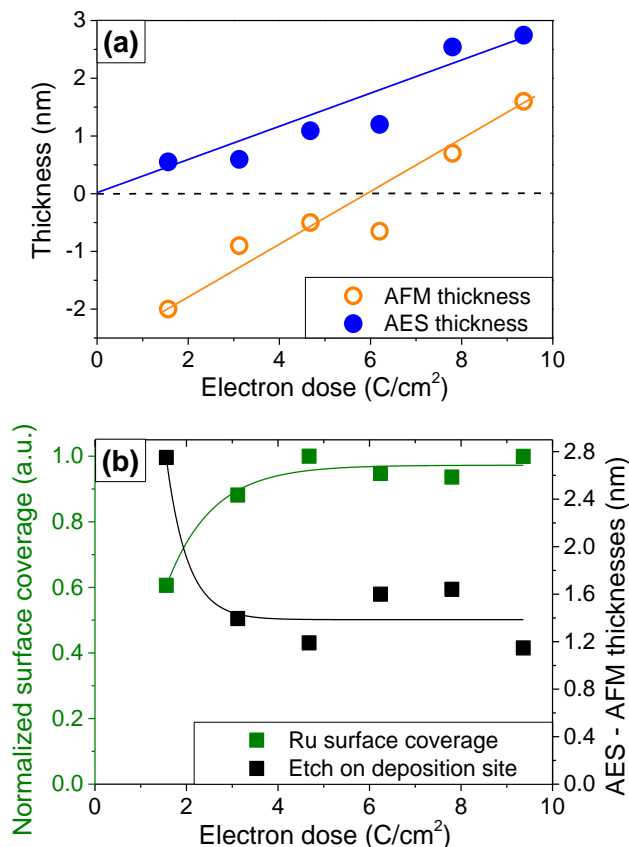 (a)
3
2
1
0
-1
-2
Thickness (nm)
AFM thickness
AES thickness
0 2 4 6 8 10
Electron dose (C/cm²)
(b)
1.0
0.8
0.6
0.4
0.2
0.0
Normalized surface coverage (a.u.)
2.8
2.4
2.0
1.6
1.2
0.8
0.4
0.0
AES - AFM thicknesses (nm)
Ru surface coverage
Etch on deposition site
0 2 4 6 8 10
Electron dose (C/cm²)